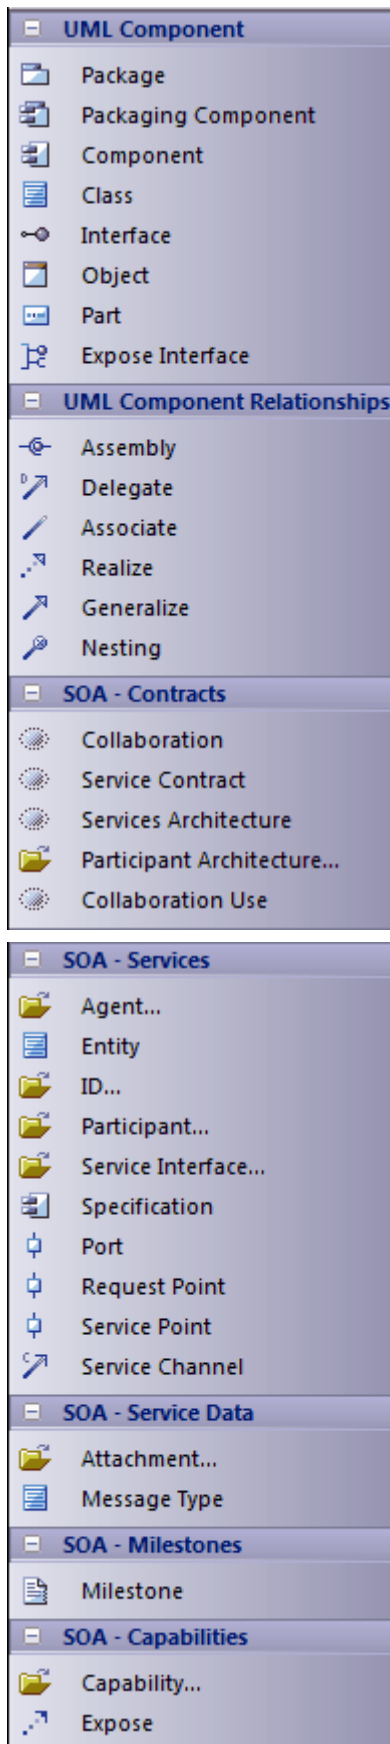 UML Component
Package
Packaging Component
Component
Class
Interface
Object
Part
Expose Interface
UML Component Relationships
Assembly
Delegate
Associate
Realize
Generalize
Nesting
SOA - Contracts
Collaboration
Service Contract
Services Architecture
Participant Architecture...
Collaboration Use
SOA - Services
Agent...
Entity
ID...
Participant...
Service Interface...
Specification
Port
Request Point
Service Point
Service Channel
SOA - Service Data
Attachment...
Message Type
SOA - Milestones
Milestone
SOA - Capabilities
Capability...
Expose